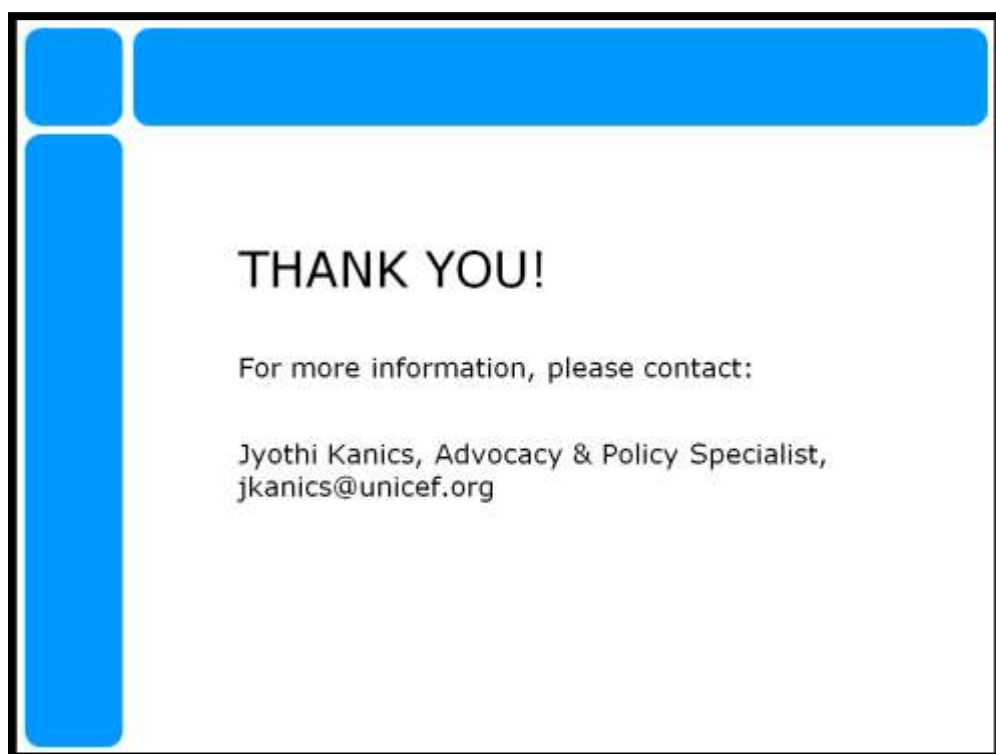 THANK YOU!
For more information, please contact:
Jyothi Kanics, Advocacy & Policy Specialist,
jkanics@unicef.org